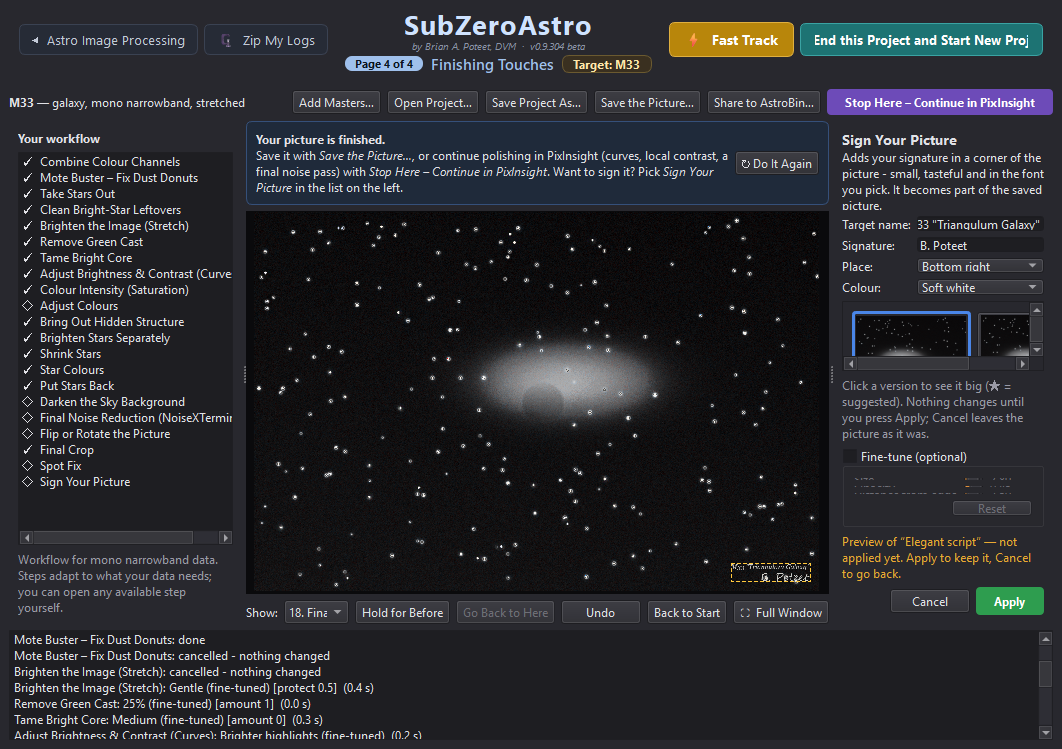 Astro Image Processing
Zip My Logs
SubZeroAstro
by Brian A. Poteet, DVM · v0.9.304 beta
Page 4 of 4
Finishing Touches
Target: M33
Fast Track
End this Project and Start New Proj
M33 — galaxy, mono narrowband, stretched
Add Masters...
Open Project...
Save Project As...
Save the Picture...
Share to AstroBin...
Stop Here – Continue in PixInsight
Your workflow
✓ Combine Colour Channels
✓ Mote Buster – Fix Dust Donuts
✓ Take Stars Out
✓ Clean Bright-Star Leftovers
✓ Brighten the Image (Stretch)
✓ Remove Green Cast
✓ Tame Bright Core
✓ Adjust Brightness & Contrast (Curve
✓ Colour Intensity (Saturation)
◇ Adjust Colours
✓ Bring Out Hidden Structure
✓ Brighten Stars Separately
✓ Shrink Stars
✓ Star Colours
✓ Put Stars Back
◇ Darken the Sky Background
◇ Final Noise Reduction (NoiseXTermin
◇ Flip or Rotate the Picture
✓ Final Crop
◇ Spot Fix
◇ Sign Your Picture
Workflow for mono narrowband data.
Steps adapt to what your data needs;
you can open any available step
yourself.
Your picture is finished.
Save it with Save the Picture..., or continue polishing in PixInsight (curves, local contrast, a
final noise pass) with Stop Here – Continue in PixInsight. Want to sign it? Pick Sign Your
Picture in the list on the left.
↻ Do It Again
M33 "Triangulum Galaxy"
B. Poteet
Show:
18. Fina
Hold for Before
Go Back to Here
Undo
Back to Start
Full Window
Sign Your Picture
Adds your signature in a corner of the
picture - small, tasteful and in the font
you pick. It becomes part of the saved
picture.
Target name: 33 "Triangulum Galaxy"
Signature: B. Poteet
Place: Bottom right
Colour: Soft white
Click a version to see it big (★ =
suggested). Nothing changes until
you press Apply; Cancel leaves the
picture as it was.
Fine-tune (optional)
Reset
Preview of “Elegant script” — not
applied yet. Apply to keep it, Cancel
to go back.
Cancel
Apply
Mote Buster – Fix Dust Donuts: done
Mote Buster – Fix Dust Donuts: cancelled - nothing changed
Brighten the Image (Stretch): cancelled - nothing changed
Brighten the Image (Stretch): Gentle (fine-tuned) [protect 0.5] (0.4 s)
Remove Green Cast: 25% (fine-tuned) [amount 1] (0.0 s)
Tame Bright Core: Medium (fine-tuned) [amount 0] (0.3 s)
Adjust Brightness & Contrast (Curves): Brighter highlights (fine-tuned) (0.2 s)